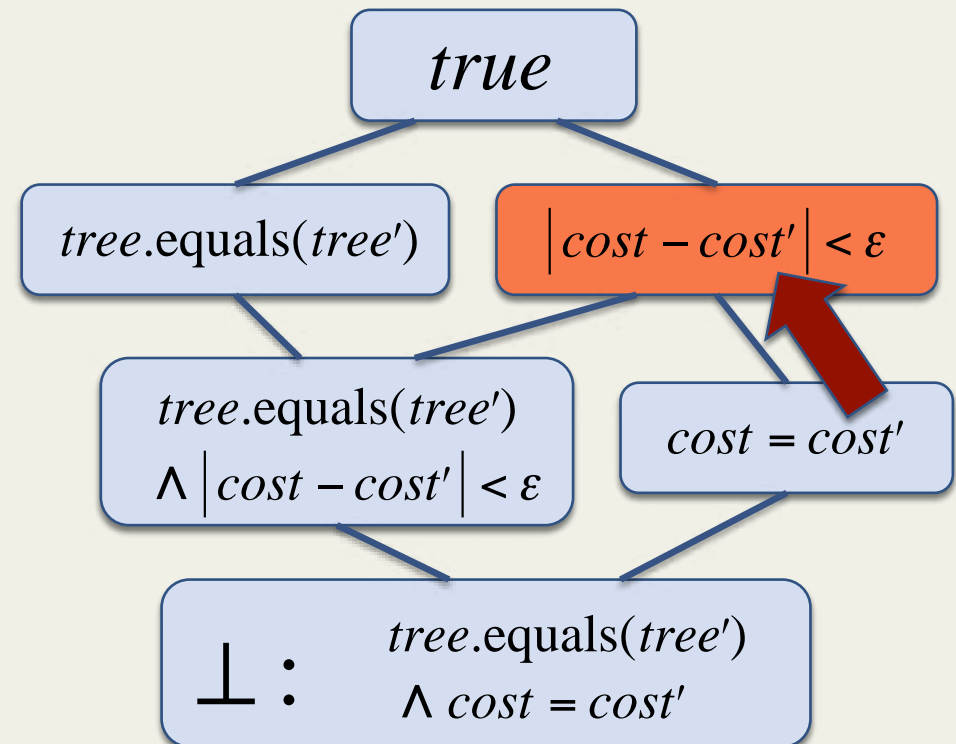 true
tree.equals(tree′)
|cost − cost′| < ε
tree.equals(tree′)
∧ |cost − cost′| < ε
cost = cost′
⊥ :
tree.equals(tree′)
∧ cost = cost′